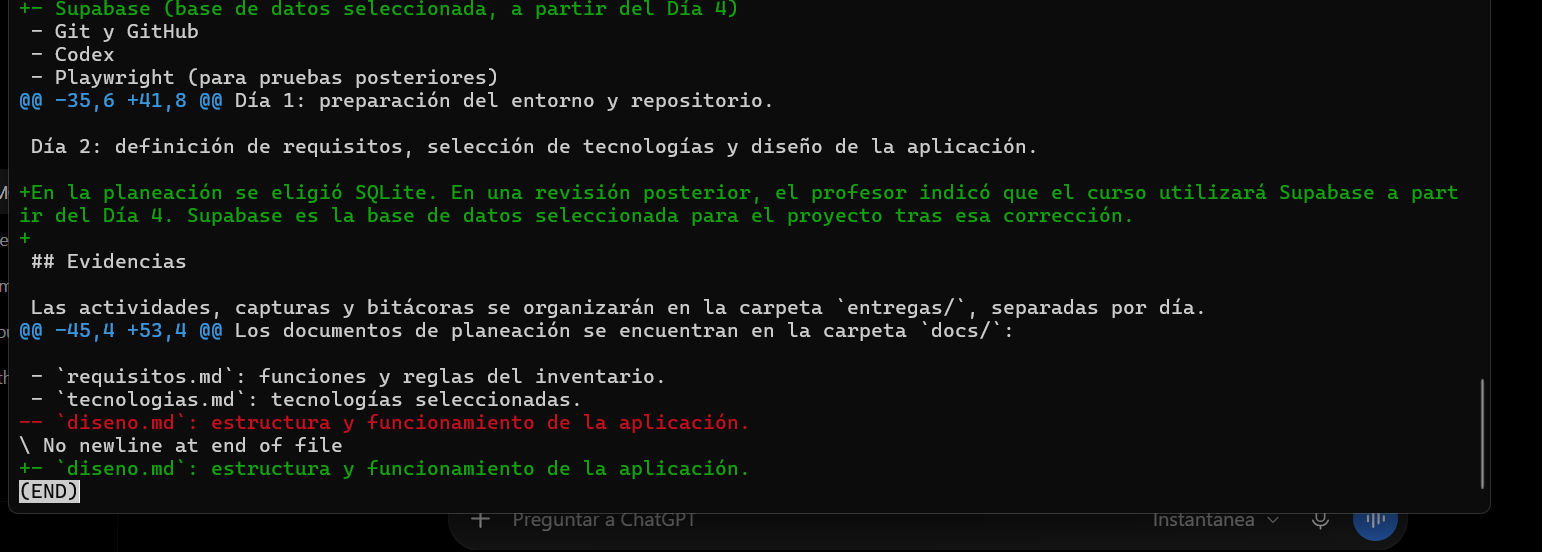 +- Supabase (base de datos seleccionada, a partir del Día 4)
- Git y GitHub
- Codex
- Playwright (para pruebas posteriores)
@@ -35,6 +41,8 @@ Día 1: preparación del entorno y repositorio.
Día 2: definición de requisitos, selección de tecnologías y diseño de la aplicación.
+En la planeación se eligió SQLite. En una revisión posterior, el profesor indicó que el curso utilizará Supabase a part
ir del Día 4. Supabase es la base de datos seleccionada para el proyecto tras esa corrección.
+
## Evidencias
Las actividades, capturas y bitácoras se organizarán en la carpeta `entregas/`, separadas por día.
@@ -45,4 +53,4 @@ Los documentos de planeación se encuentran en la carpeta `docs/`:
- `requisitos.md`: funciones y reglas del inventario.
- `tecnologias.md`: tecnologías seleccionadas.
-- `diseno.md`: estructura y funcionamiento de la aplicación.
\ No newline at end of file
+- `diseno.md`: estructura y funcionamiento de la aplicación.
(END)
Preguntar a ChatGPT
Instantánea